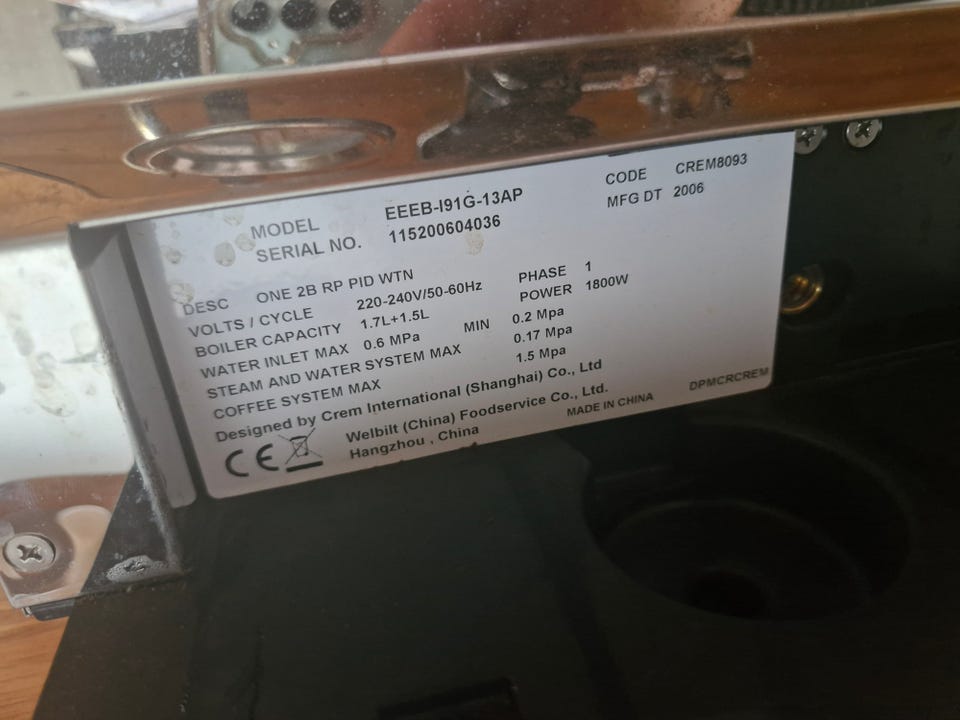 MODEL EEEB-I91G-13AP CODE CREM8093
SERIAL NO. 115200604036 MFG DT 2006
DESC ONE 2B RP PID WTN
VOLTS / CYCLE 220-240V/50-60Hz PHASE 1
BOILER CAPACITY 1.7L+1.5L POWER 1800W
WATER INLET MAX 0.6 MPa MIN 0.2 Mpa
STEAM AND WATER SYSTEM MAX 0.17 Mpa
COFFEE SYSTEM MAX 1.5 Mpa
Designed by Crem International (Shanghai) Co., Ltd
Welbilt (China) Foodservice Co., Ltd.
Hangzhou , China
MADE IN CHINA
DPMCRCREM
CE